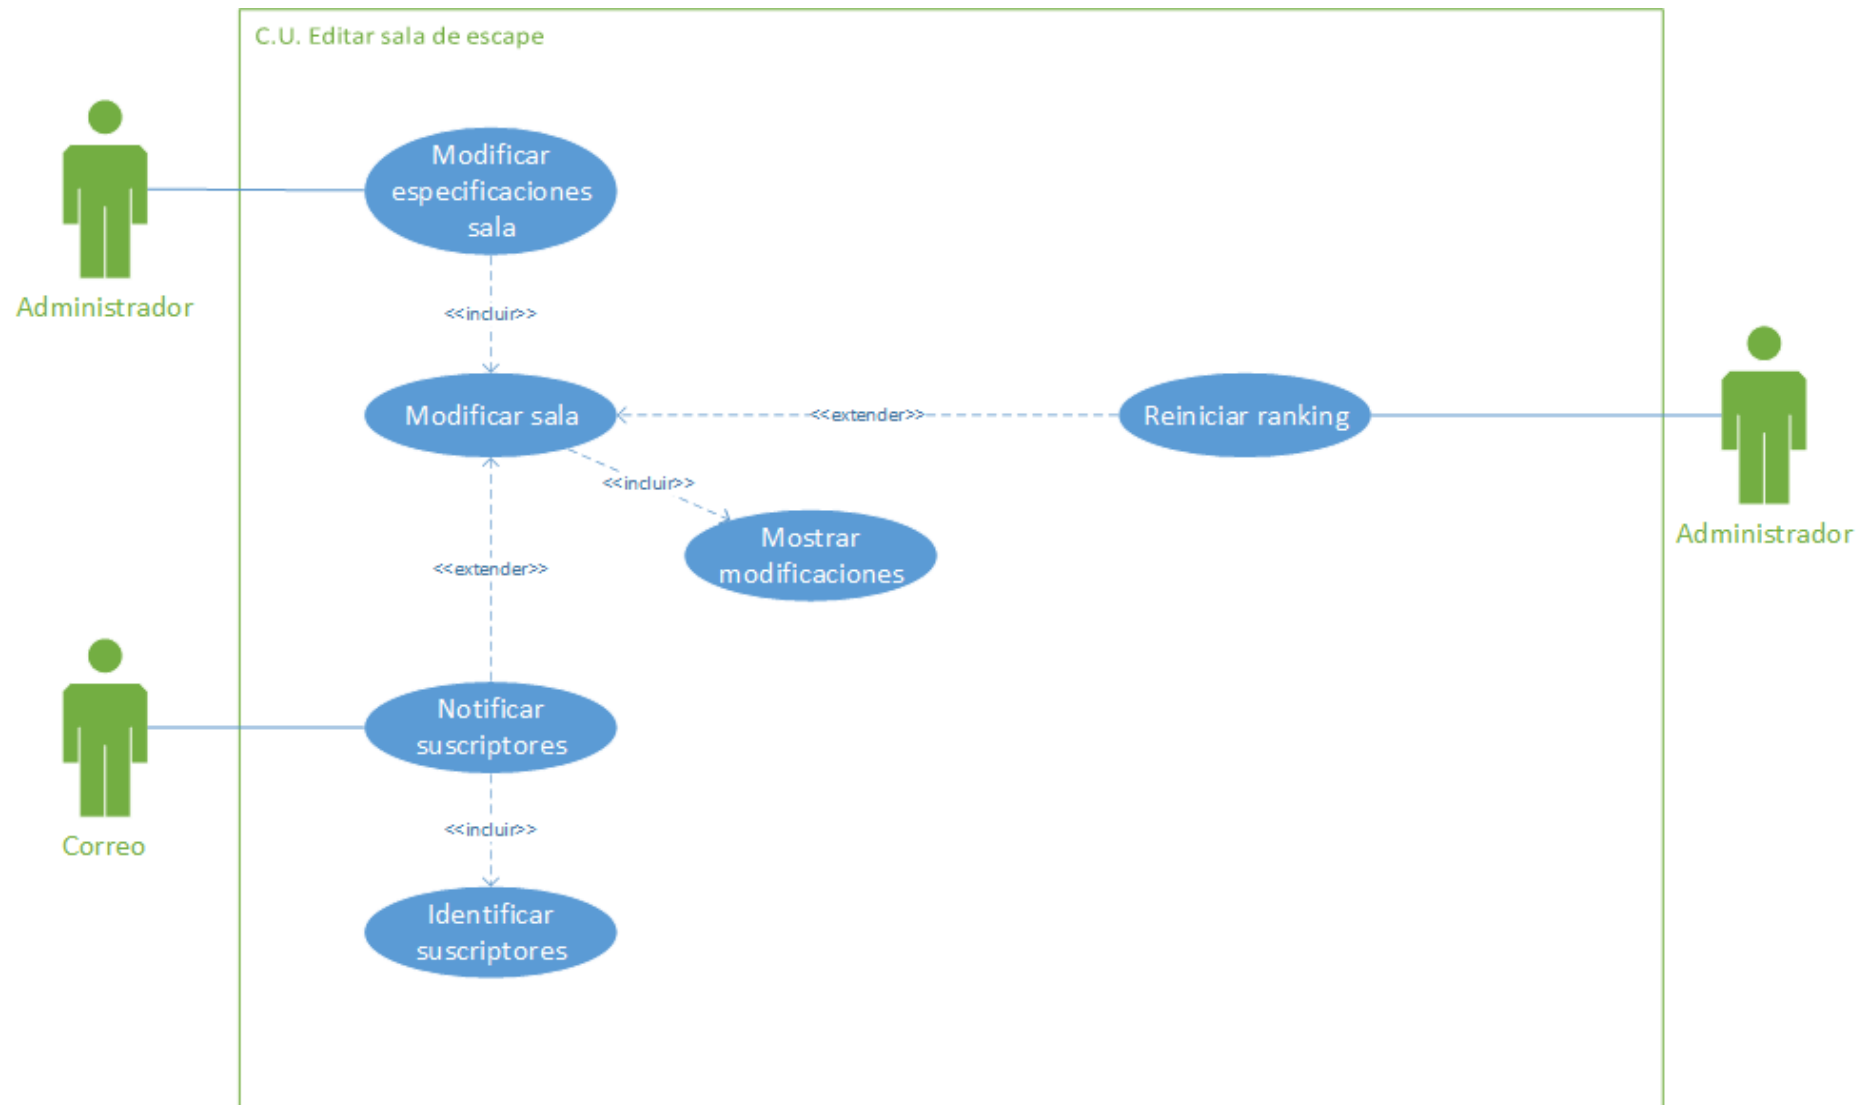 C.U. Editar sala de escape
Modificar
especificaciones
sala
Administrador
<<incluir>>
Modificar sala
<<extender>>
Reiniciar ranking
<<incluir>>
Mostrar
modificaciones
Administrador
<<extender>>
Notificar
suscriptores
<<incluir>>
Correo
Identificar
suscriptores